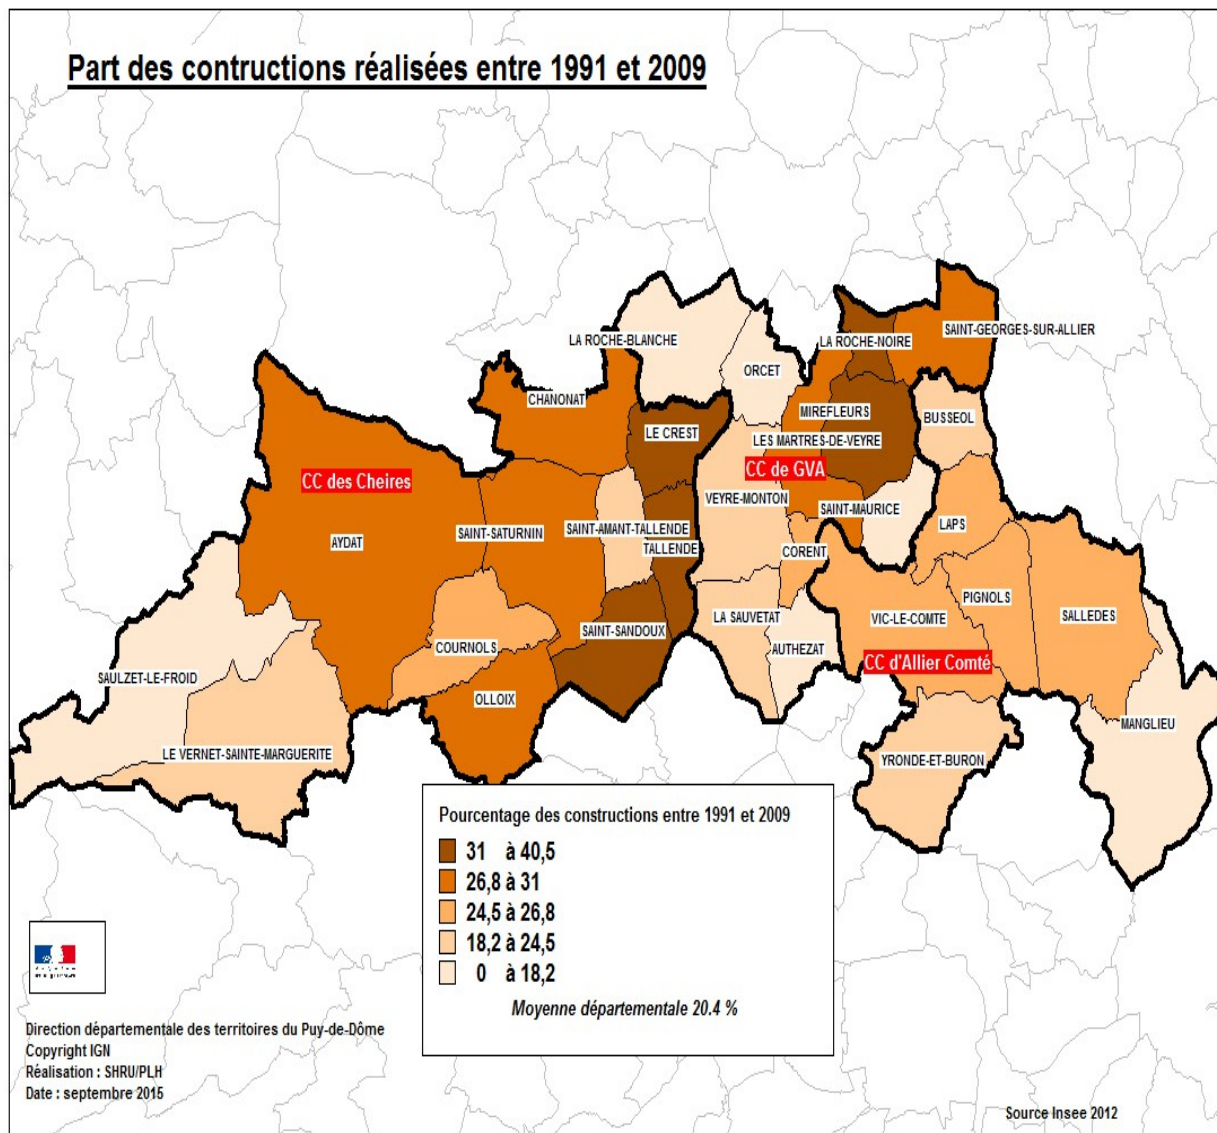 Part des contructions réalisées entre 1991 et 2009
LA ROCHE-BLANCHE
ORCET
LA ROCHE-NOIRE
SAINT-GEORGES-SUR-ALLIER
CHANONAT
LE CREST
MIREFLEURS
BUSSEOL
LES MARTRES-DE-VEYRE
CC de GVA
CC des Cheires
VEYRE-MONTON
SAINT-MAURICE
LAPS
AYDAT
SAINT-SATURNIN
SAINT-AMANT-TALLENDE
TALLENDE
CORENT
PIGNOLS
COURNOLS
SAINT-SANDOUX
LA SAUVETAT
VIC-LE-COMTE
SALLEDES
AUTHEZAT
CC d'Allier Comté
SAULZET-LE-FROID
OLLOIX
MANGLIEU
LE VERNET-SAINTE-MARGUERITE
YRONDE-ET-BURON
Pourcentage des constructions entre 1991 et 2009
31 à 40,5
26,8 à 31
24,5 à 26,8
18,2 à 24,5
0 à 18,2
Moyenne départementale 20.4 %
Direction départementale des territoires du Puy-de-Dôme
Copyright IGN
Réalisation : SHRU/PLH
Date : septembre 2015
Source Insee 2012